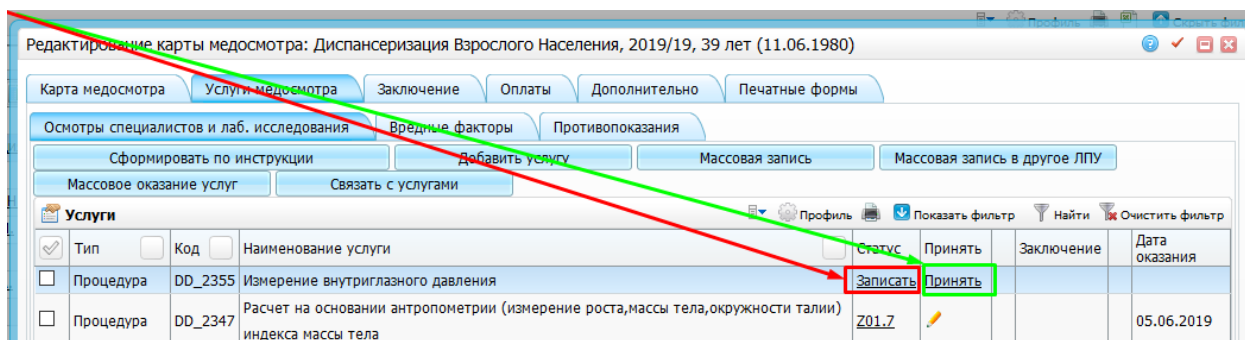 Профиль
Скрыть фил
Редактирование карты медосмотра: Диспансеризация Взрослого Населения, 2019/19, 39 лет (11.06.1980)
Карта медосмотра Услуги медосмотра Заключение Оплаты Дополнительно Печатные формы
Осмотры специалистов и лаб. исследования Вредные факторы Противопоказания
Сформировать по инструкции Добавить услугу Массовая запись Массовая запись в другое ЛПУ
Массовое оказание услуг Связать с услугами
Услуги Профиль Показать фильтр Найти Очистить фильтр
Тип Код Наименование услуги Статус Принять Заключение Дата
оказания
Процедура DD_2355 Измерение внутриглазного давления Записать Принять
Процедура DD_2347 Расчет на основании антропометрии (измерение роста,массы тела,окружности талии)
индекса массы тела Z01.7 05.06.2019